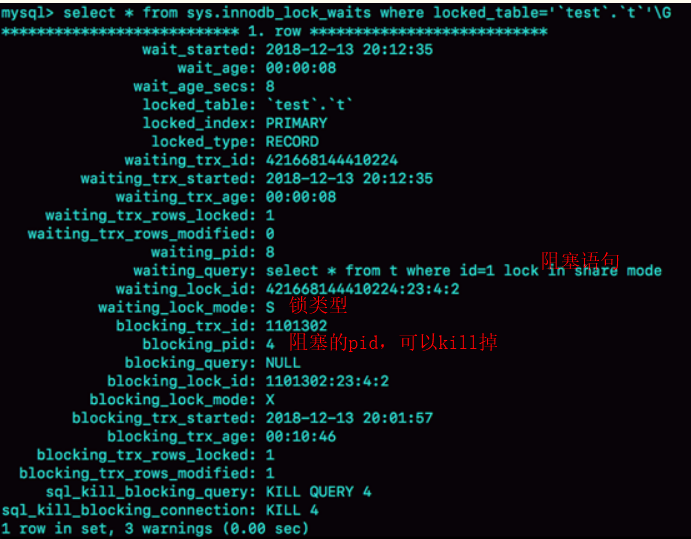 mysql> select * from sys.innodb_lock_waits where locked_table='`test`.`t`'\G
*************************** 1. row ***************************
wait_started: 2018-12-13 20:12:35
wait_age: 00:00:08
wait_age_secs: 8
locked_table: `test`.`t`
locked_index: PRIMARY
locked_type: RECORD
waiting_trx_id: 421668144410224
waiting_trx_started: 2018-12-13 20:12:35
waiting_trx_age: 00:00:08
waiting_trx_rows_locked: 1
waiting_trx_rows_modified: 0
waiting_pid: 8
阻塞语句
waiting_query: select * from t where id=1 lock in share mode
waiting_lock_id: 421668144410224:23:4:2
waiting_lock_mode: S 锁类型
blocking_trx_id: 1101302
blocking_pid: 4 阻塞的pid，可以kill掉
blocking_query: NULL
blocking_lock_id: 1101302:23:4:2
blocking_lock_mode: X
blocking_trx_started: 2018-12-13 20:01:57
blocking_trx_age: 00:10:46
blocking_trx_rows_locked: 1
blocking_trx_rows_modified: 1
sql_kill_blocking_query: KILL QUERY 4
sql_kill_blocking_connection: KILL 4
1 row in set, 3 warnings (0.00 sec)